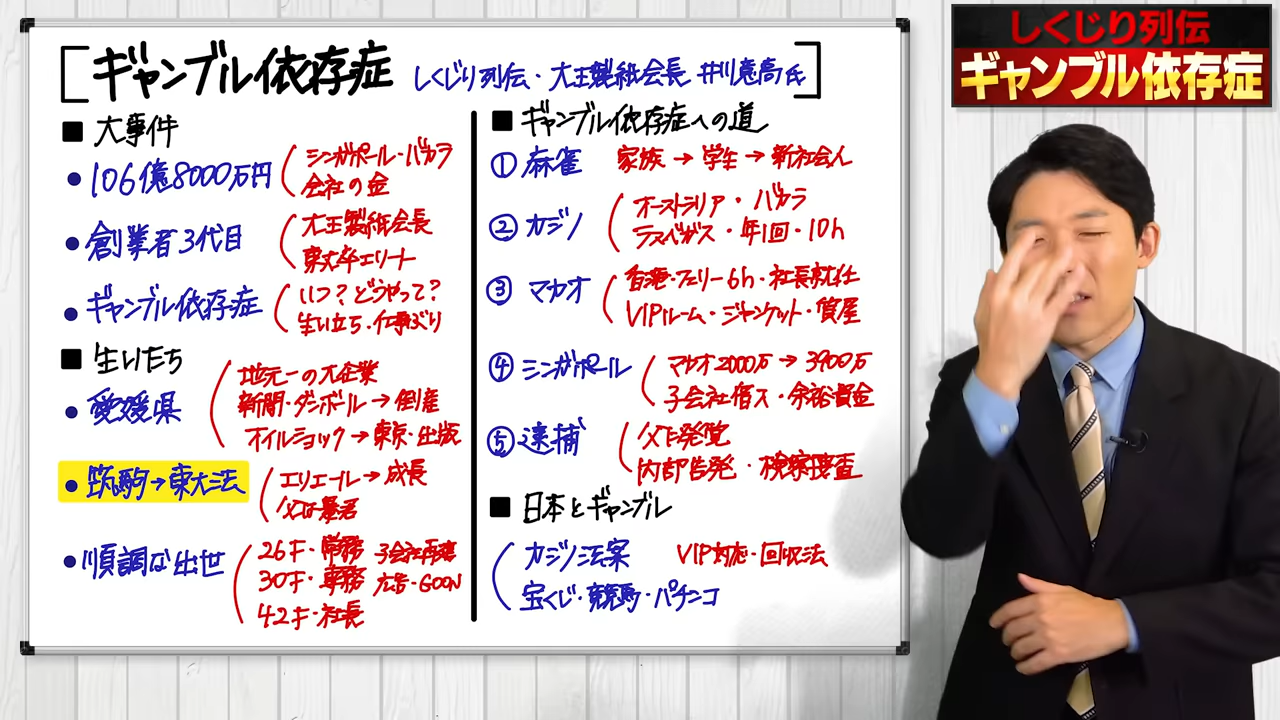 [ギャンブル依存症 しくじり列伝・大王製紙会長 井川意高氏]
■ 大事件
● 106億8000万円
シンガポール・バカラ
会社の金
● 創業者3代目
大王製紙会長
東大卒エリート
● ギャンブル依存症
いつ?どうやって?
生い立ち・仕事ぶり
■ 生いたち
● 愛媛県
地元一の大企業
新聞・ダンボール→倒産
オイルショック→東京・出版
● 筑駒→東大法
エリエール→成長
父は暴君
● 順調な出世
26才・常務 子会社再建
30才・専務 広告・GOON
42才・社長
■ ギャンブル依存症への道
① 麻雀 家族→学生→新社会人
② カジノ
オーストラリア・バカラ
ラスベガス・年1回・10h
③ マカオ
香港・フェリー6h・社長就任
VIPルーム・ジャンケット・質屋
④ シンガポール
マカオ2000万→3900万
子会社借入・余裕資金
⑤ 逮捕
父に発覚
内部告発・検察捜査
■ 日本とギャンブル
カジノ法案 VIP対応・回収法
宝くじ・競馬・パチンコ
しくじり列伝
ギャンブル依存症